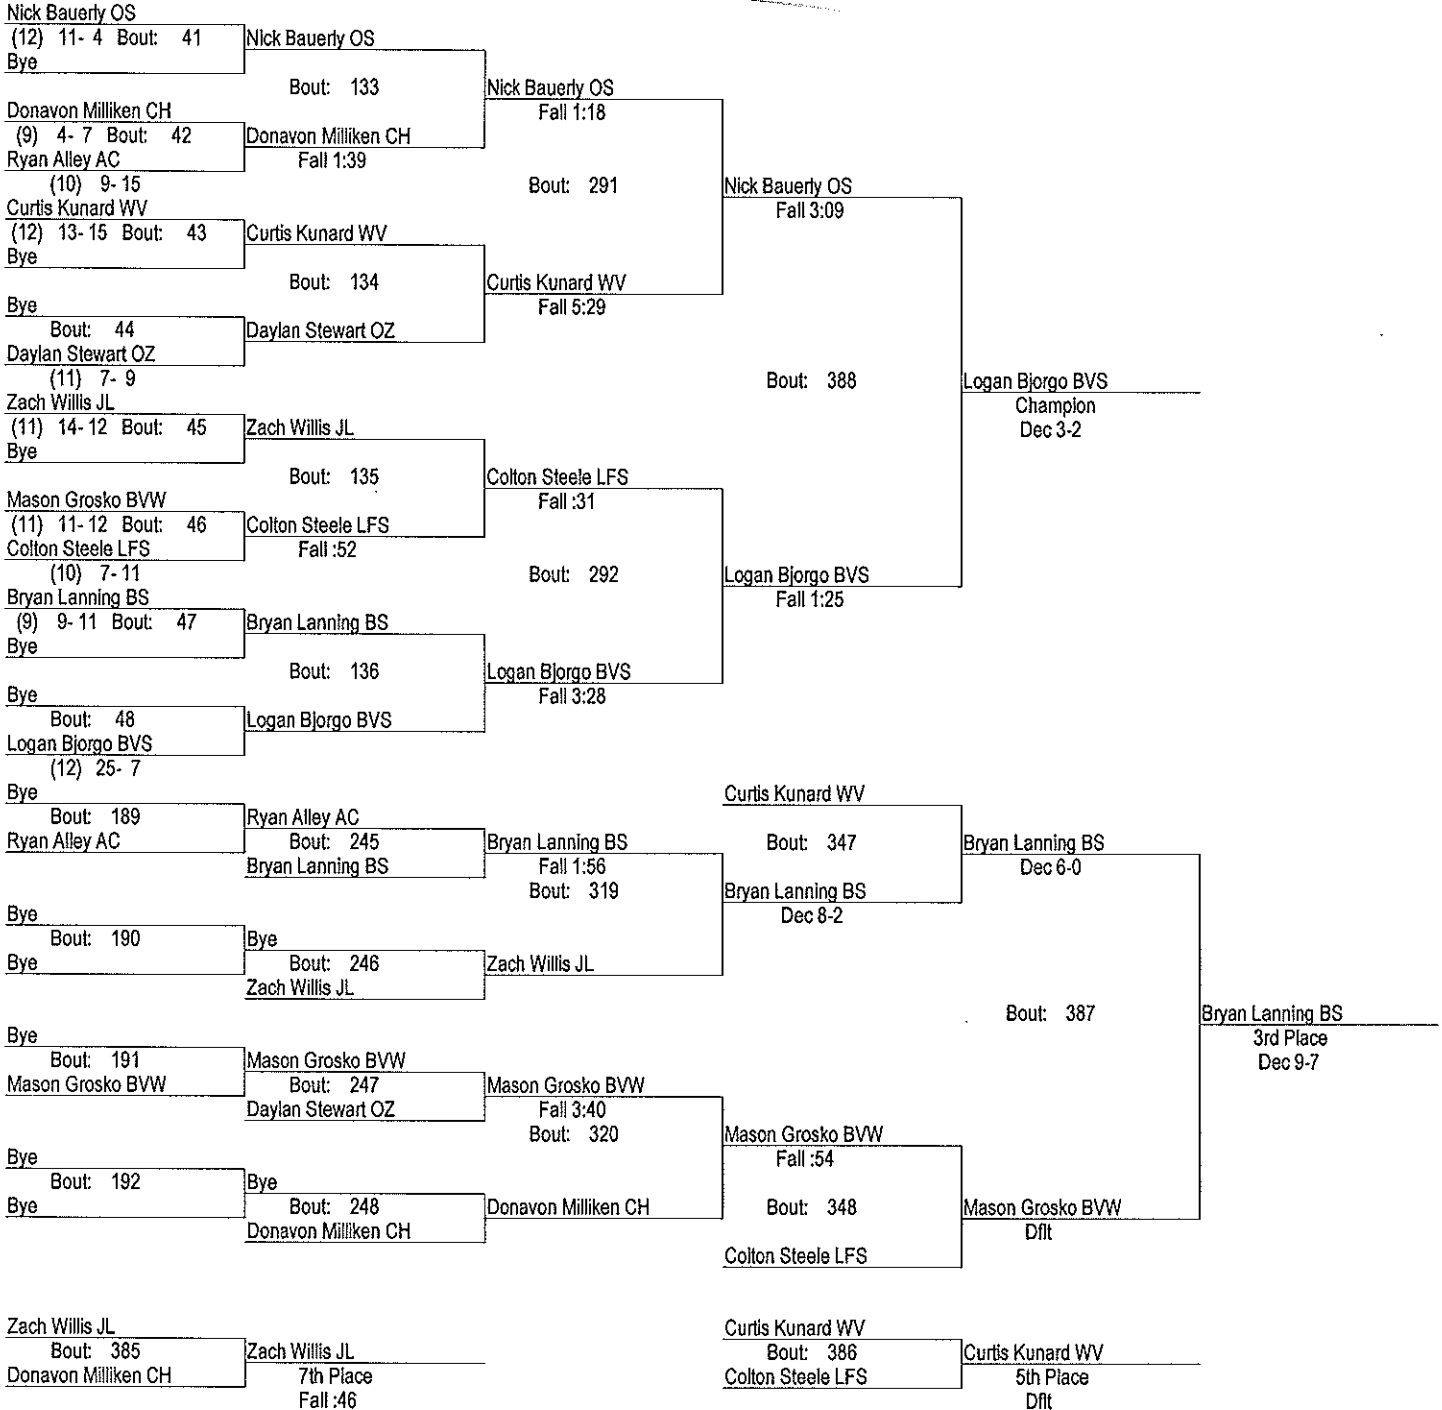 Nick Bauerly OS
(12) 11- 4 Bout: 41
Bye
Nick Bauerly OS
Bout: 133
Donavon Milliken CH
(9) 4- 7 Bout: 42
Ryan Alley AC
(10) 9- 15
Donavon Milliken CH
Fall 1:39
Nick Bauerly OS
Fall 1:18
Bout: 291
Curtis Kunard WV
(12) 13- 15 Bout: 43
Bye
Curtis Kunard WV
Bout: 134
Bye
Bout: 44
Daylan Stewart OZ
(11) 7- 9
Daylan Stewart OZ
Curtis Kunard WV
Fall 5:29
Nick Bauerly OS
Fall 3:09
Bout: 388
Zach Willis JL
(11) 14- 12 Bout: 45
Bye
Zach Willis JL
Bout: 135
Mason Grosko BVW
(11) 11- 12 Bout: 46
Colton Steele LFS
(10) 7- 11
Colton Steele LFS
Fall :52
Colton Steele LFS
Fall :31
Bout: 292
Bryan Lanning BS
(9) 9- 11 Bout: 47
Bye
Bryan Lanning BS
Bout: 136
Bye
Bout: 48
Logan Bjorgo BVS
(12) 25- 7
Logan Bjorgo BVS
Logan Bjorgo BVS
Fall 3:28
Logan Bjorgo BVS
Fall 1:25
Logan Bjorgo BVS
Champion
Dec 3-2
Bye
Bout: 189
Ryan Alley AC
Ryan Alley AC
Bout: 245
Bryan Lanning BS
Bryan Lanning BS
Fall 1:56
Bout: 319
Bye
Bout: 190
Bye
Bye
Bout: 246
Zach Willis JL
Zach Willis JL
Curtis Kunard WV
Bout: 347
Bryan Lanning BS
Dec 8-2
Bryan Lanning BS
Dec 6-0
Bout: 387
Bye
Bout: 191
Mason Grosko BVW
Mason Grosko BVW
Bout: 247
Daylan Stewart OZ
Mason Grosko BVW
Fall 3:40
Bout: 320
Bye
Bout: 192
Bye
Bye
Bout: 248
Donavon Milliken CH
Donavon Milliken CH
Mason Grosko BVW
Fall :54
Bout: 348
Colton Steele LFS
Mason Grosko BVW
Dflt
Bryan Lanning BS
3rd Place
Dec 9-7
Zach Willis JL
Bout: 385
Donavon Milliken CH
Zach Willis JL
7th Place
Fall :46
Curtis Kunard WV
Bout: 386
Colton Steele LFS
Curtis Kunard WV
5th Place
Dflt